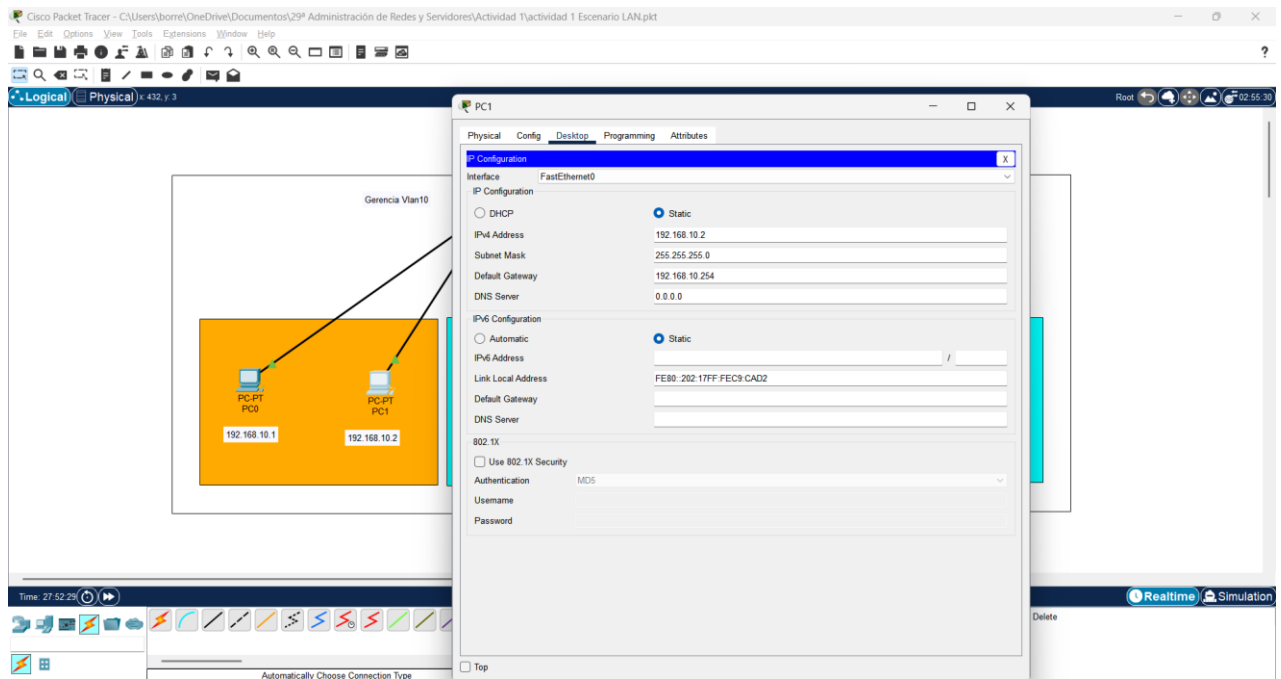 Cisco Packet Tracer - C:\Users\borre\OneDrive\Documentos\29ª Administración de Redes y Servidores\Actividad 1\actividad 1 Escenario LAN.pkt
File Edit Options View Tools Extensions Window Help
?
Logical Physical x: 432, y: 3
Root 02:55:30
PC1
Physical Config Desktop Programming Attributes
IP Configuration X
Interface FastEthernet0
IP Configuration
DHCP Static
IPv4 Address 192.168.10.2
Subnet Mask 255.255.255.0
Default Gateway 192.168.10.254
DNS Server 0.0.0.0
IPv6 Configuration
Automatic Static
IPv6 Address /
Link Local Address FE80::202:17FF:FEC9:CAD2
Default Gateway
DNS Server
802.1X
Use 802.1X Security
Authentication MD5
Username
Password
Top
Gerencia Vlan10
PC-PT
PC0
192.168.10.1
PC-PT
PC1
192.168.10.2
Time: 27:52:29
Realtime Simulation
Delete
Automatically Choose Connection Type